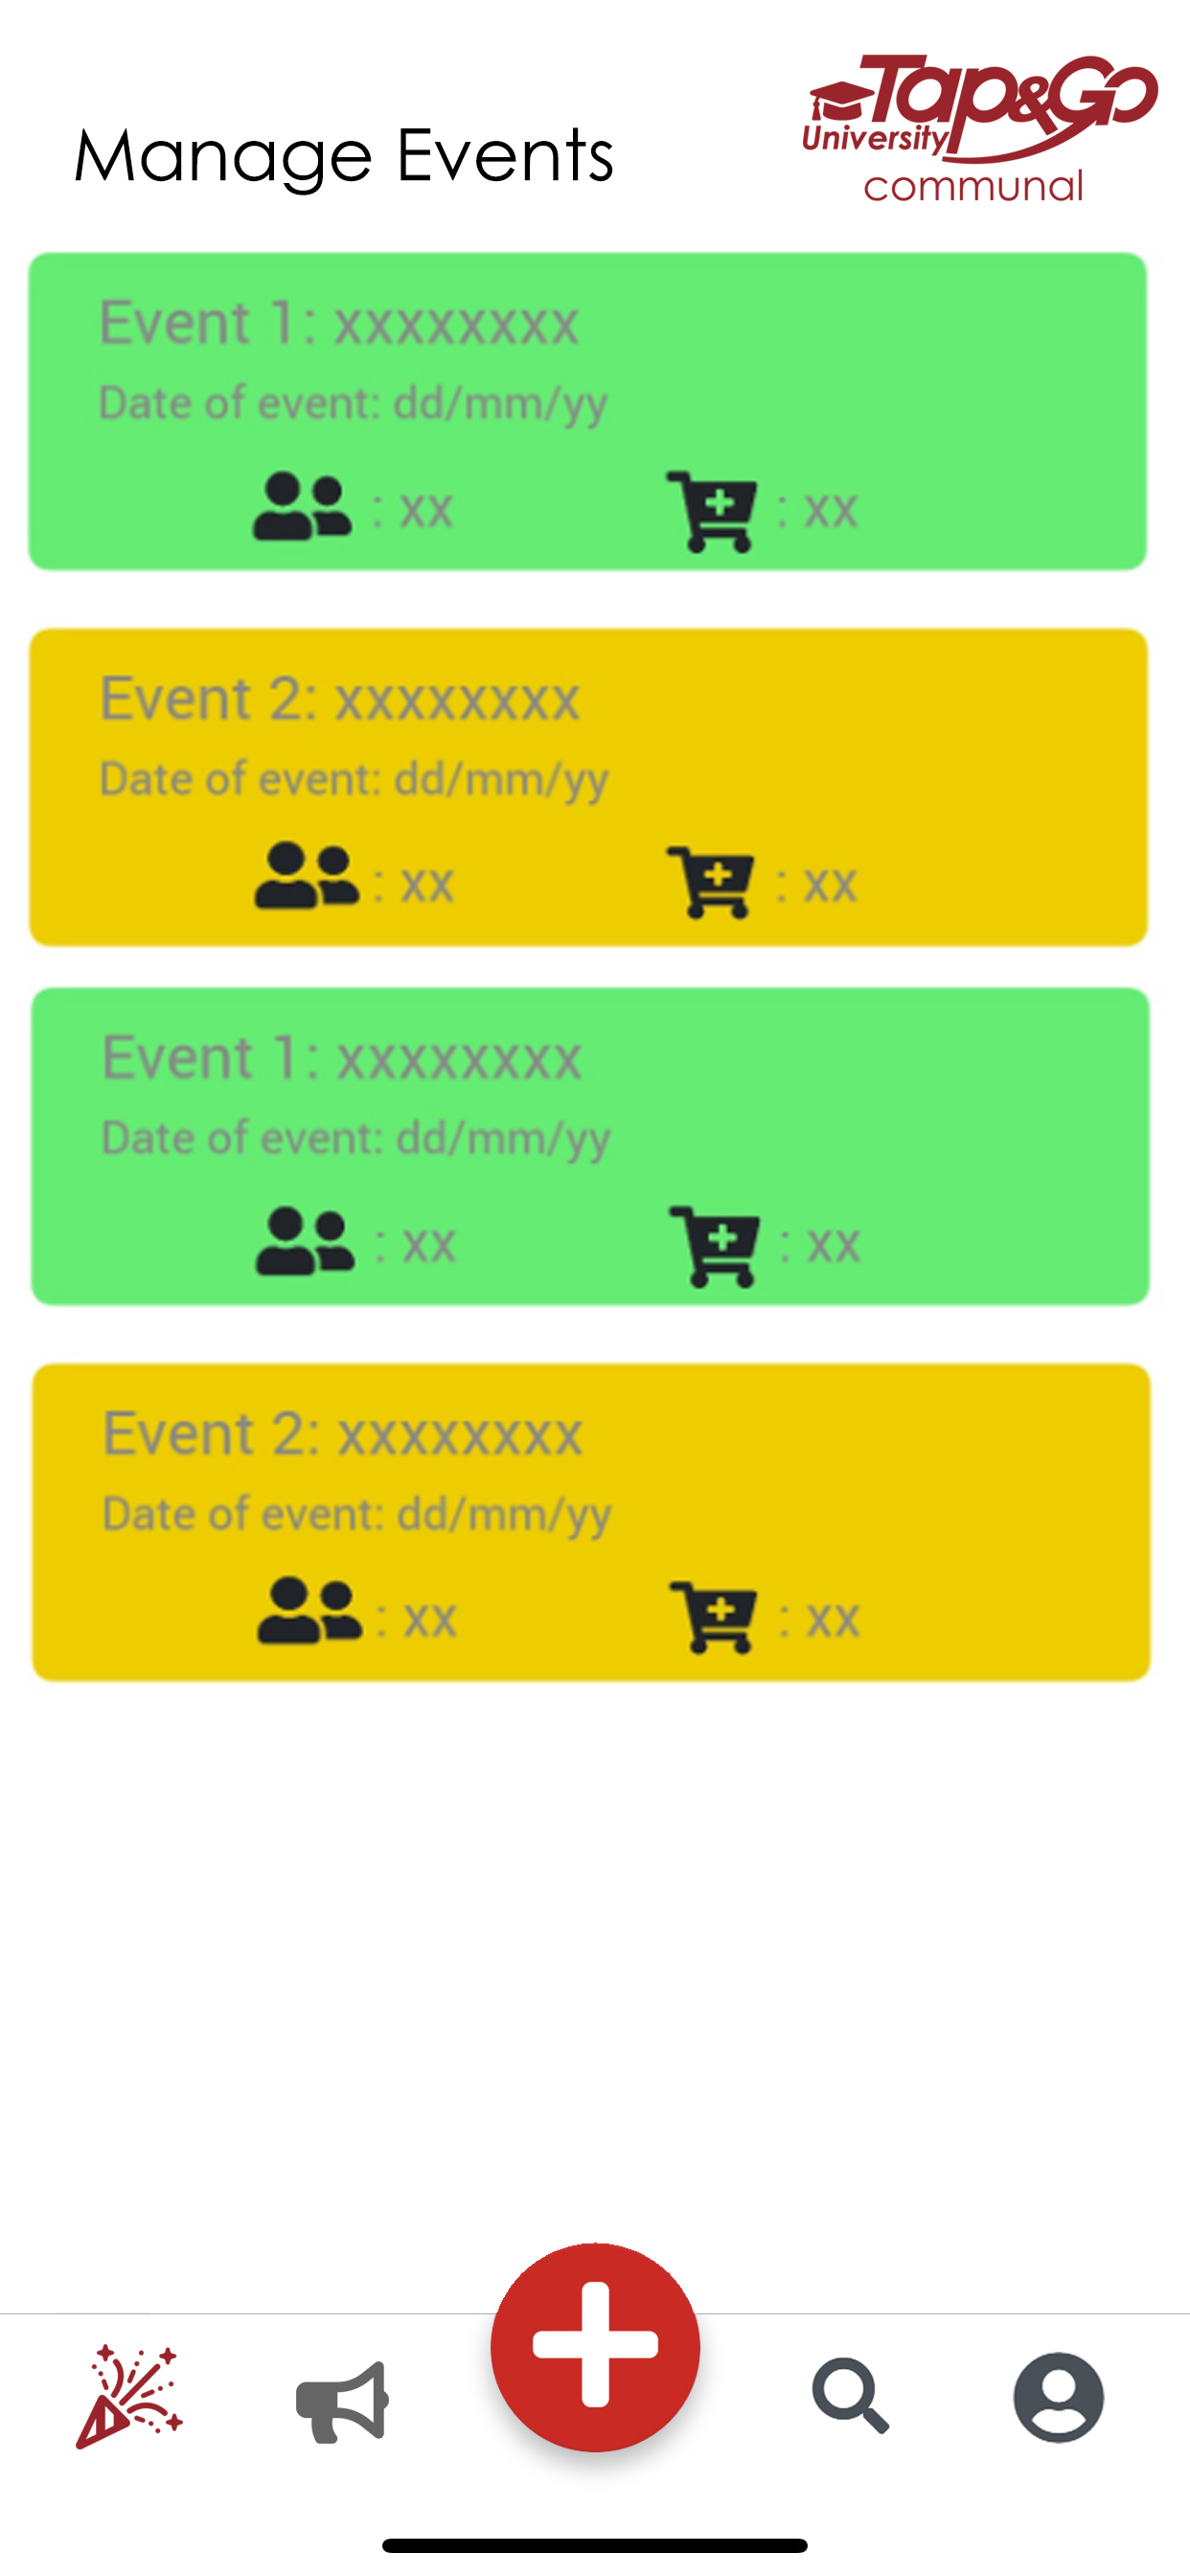 Tap&Go
University
communal
Manage Events
Event 1: xxxxxxxx
Date of event: dd/mm/yy
: xx : xx
Event 2: xxxxxxxx
Date of event: dd/mm/yy
: xx : xx
Event 1: xxxxxxxx
Date of event: dd/mm/yy
: xx : xx
Event 2: xxxxxxxx
Date of event: dd/mm/yy
: xx : xx